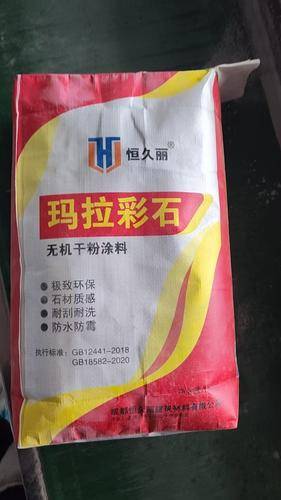 恒久丽®
玛拉彩石
无机干粉涂料
极致环保
石材质感
耐刮耐洗
防水防霉
执行标准：GB12441-2018
GB18582-2020